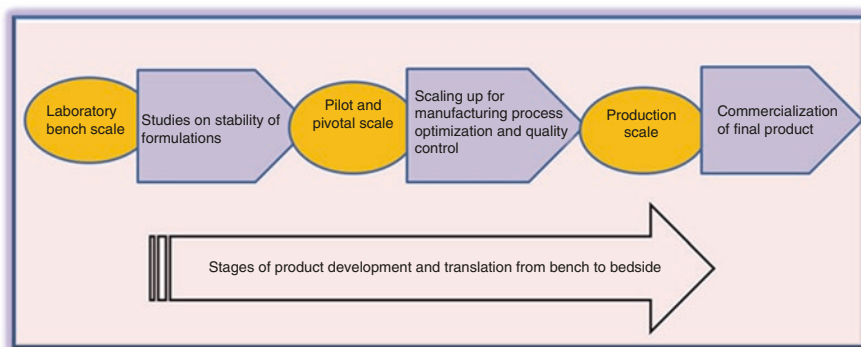 Laboratory
bench scale
Studies on stability of
formulations
Pilot and
pivotal scale
Scaling up for
manufacturing process
optimization and quality
control
Production
scale
Commercialization
of final product
Stages of product development and translation from bench to bedside